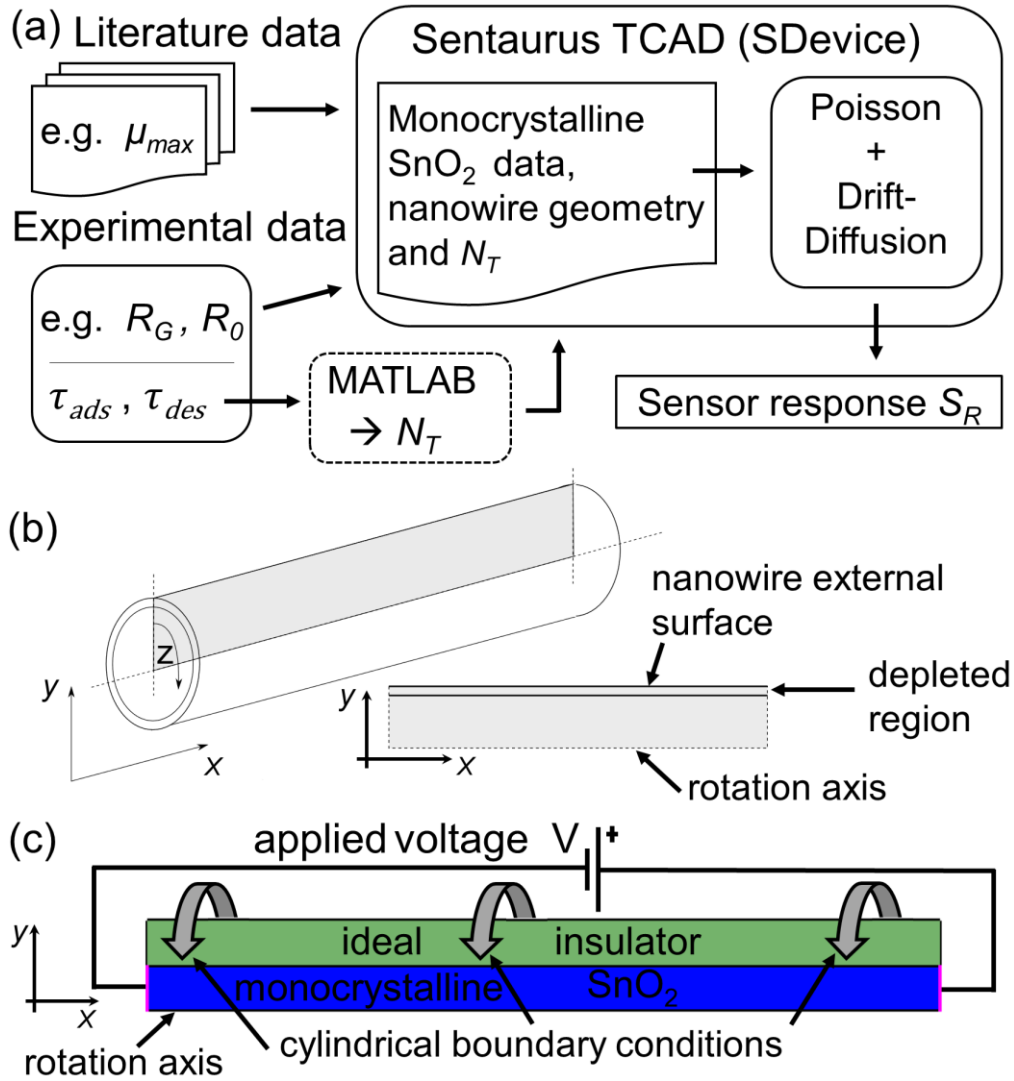 (a) Literature data
e.g. μmax
Experimental data
e.g. RG , R0
τads , τdes
MATLAB
→ NT
Sentaurus TCAD (SDevice)
Monocrystalline
SnO2 data,
nanowire geometry
and NT
Poisson
+
Drift-
Diffusion
Sensor response SR
(b)
z
y
x
nanowire external
surface
depleted
region
y
x
rotation axis
(c)
applied voltage V +
y
x
ideal insulator
monocrystalline SnO2
rotation axis
cylindrical boundary conditions